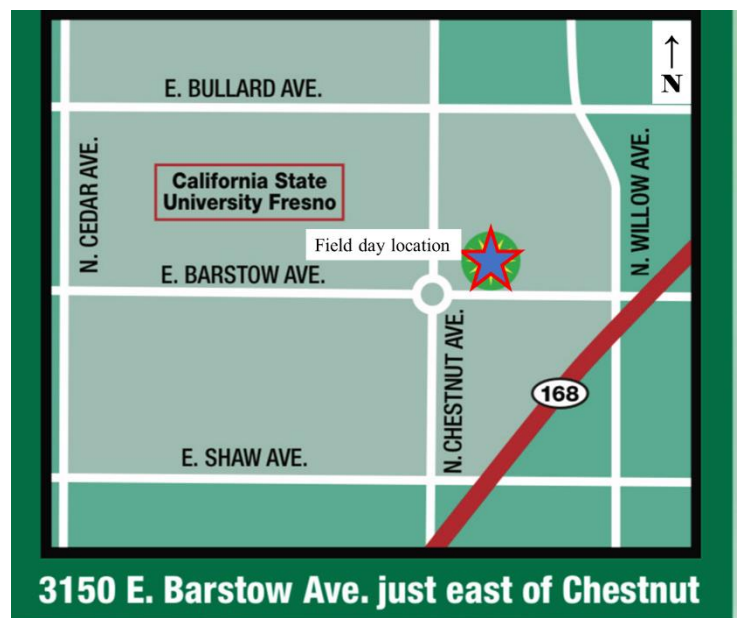 ↑
N
E. BULLARD AVE.
N. CEDAR AVE.
California State
University Fresno
N. WILLOW AVE.
Field day location
E. BARSTOW AVE.
N. CHESTNUT AVE.
168
E. SHAW AVE.
3150 E. Barstow Ave. just east of Chestnut